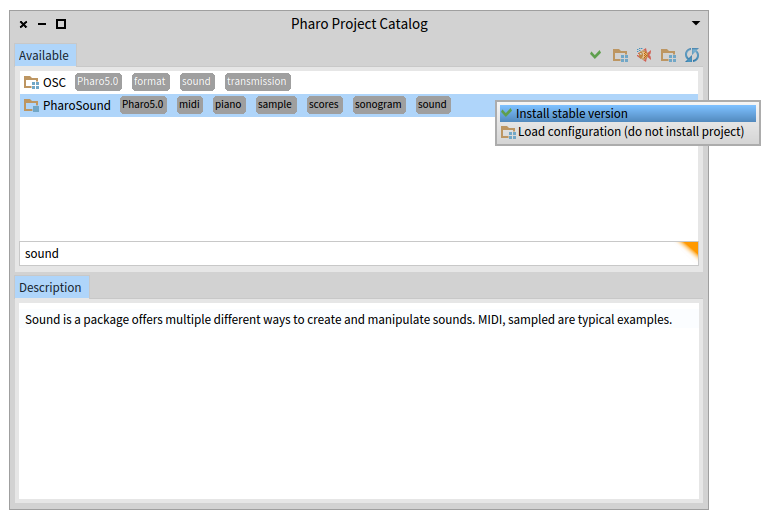 Pharo Project Catalog
Available
OSC Pharo5.0 format sound transmission
PharoSound Pharo5.0 midi piano sample scores sonogram sound
Install stable version
Load configuration (do not install project)
sound
Description
Sound is a package offers multiple different ways to create and manipulate sounds. MIDI, sampled are typical examples.